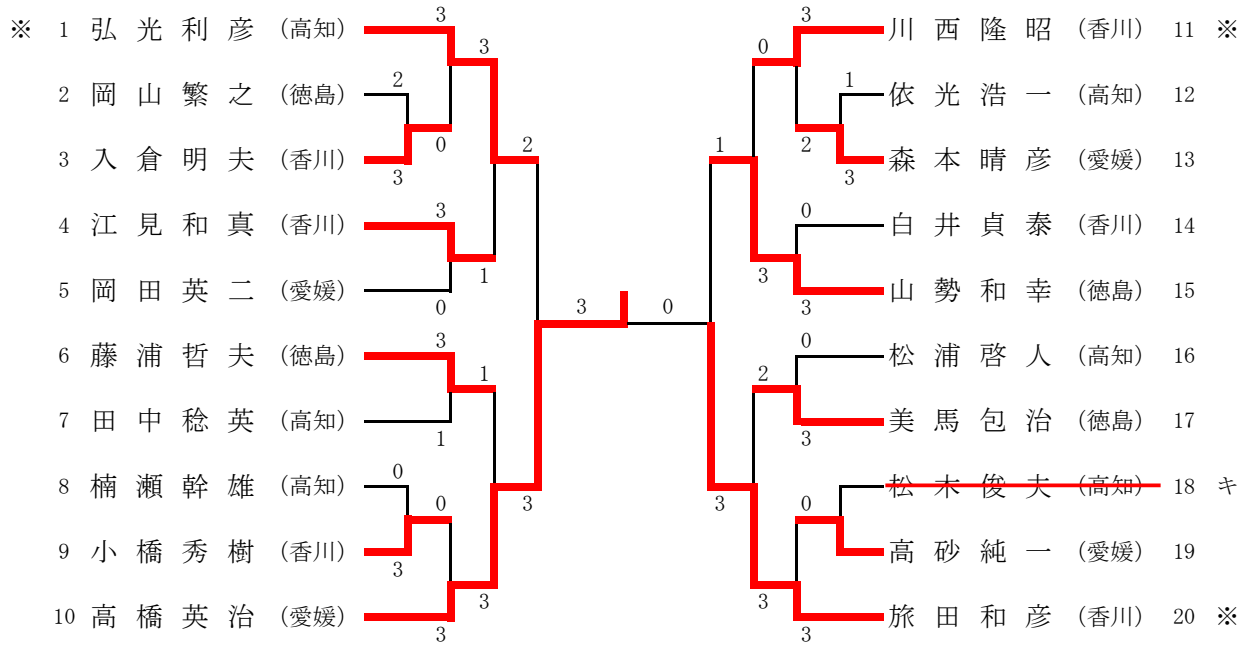 3 3
※ 1 弘光利彦 (高知) 川西隆昭 (香川) 11 ※
3 0
2 1
2 岡山繁之 (徳島) 依光浩一 (高知) 12
0 2 2 1
3 入倉明夫 (香川) 森本晴彦 (愛媛) 13
3 3
3 0
4 江見和真 (香川) 白井貞泰 (香川) 14
1 3
5 岡田英二 (愛媛) 山勢和幸 (徳島) 15
0 3
3 0
3 0
6 藤浦哲夫 (徳島) 松浦啓人 (高知) 16
1 2
7 田中稔英 (高知) 美馬包治 (徳島) 17
1 3
0
8 楠瀬幹雄 (高知) 松木俊夫 (高知) 18 キ
0 3 3 0
9 小橋秀樹 (香川) 高砂純一 (愛媛) 19
3
3 3
10 高橋英治 (愛媛) 旅田和彦 (香川) 20 ※
3 3